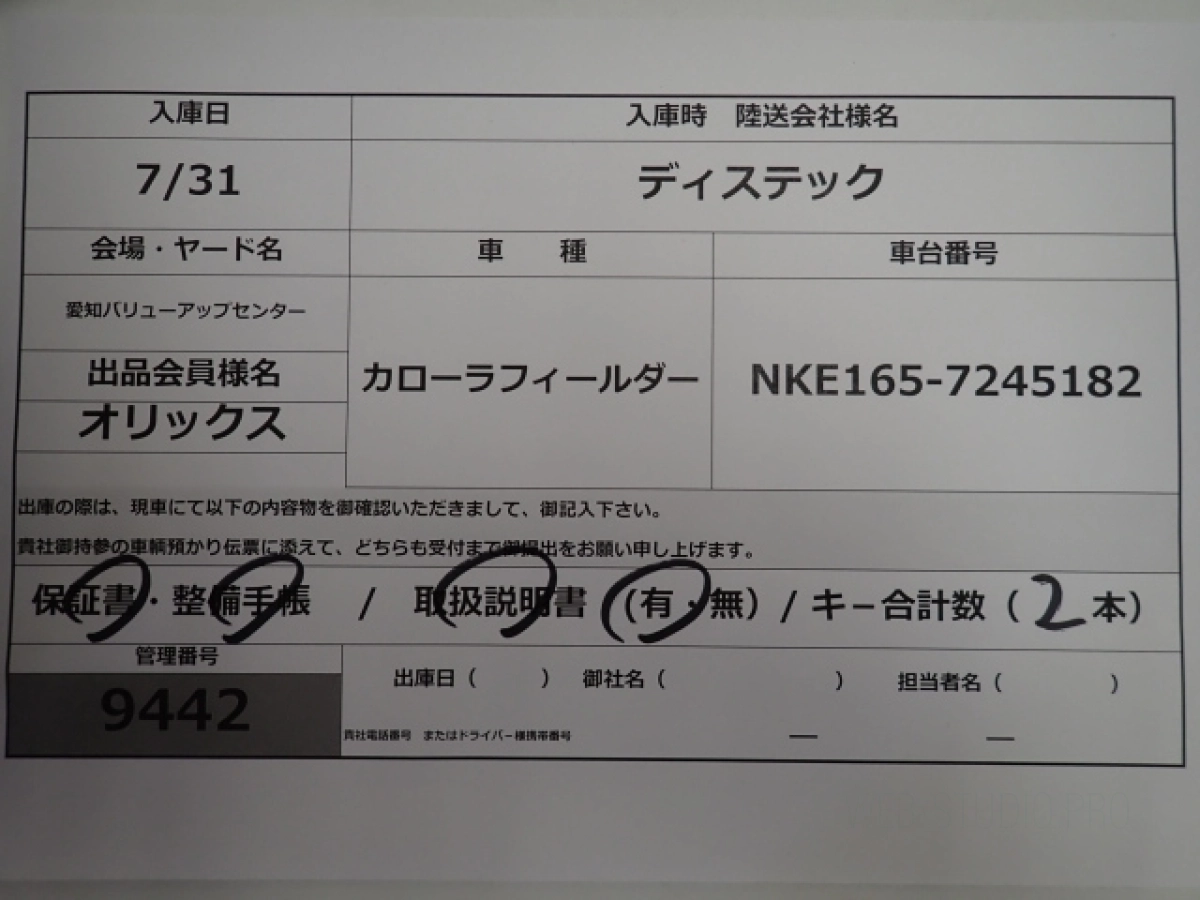 入庫日
入庫時　陸送会社様名
7/31
ディステック
会場・ヤード名
車　　種
車台番号
愛知バリューアップセンター
カローラフィールダー
NKE165-7245182
出品会員様名
オリックス
出庫の際は、現車にて以下の内容物を御確認いただきまして、御記入下さい。
貴社御持参の車輌預かり伝票に添えて、どちらも受付まで御提出をお願い申し上げます。
保証書・整備手帳　/　取扱説明書　(有・無) / キー合計数 ( 2 本)
管理番号
9442
出庫日 (　　　)　御社名 (　　　　　　　　)　担当者名 (　　　　　)
貴社電話番号　またはドライバー様携帯番号　　　　　　　　―　　　　　　　―